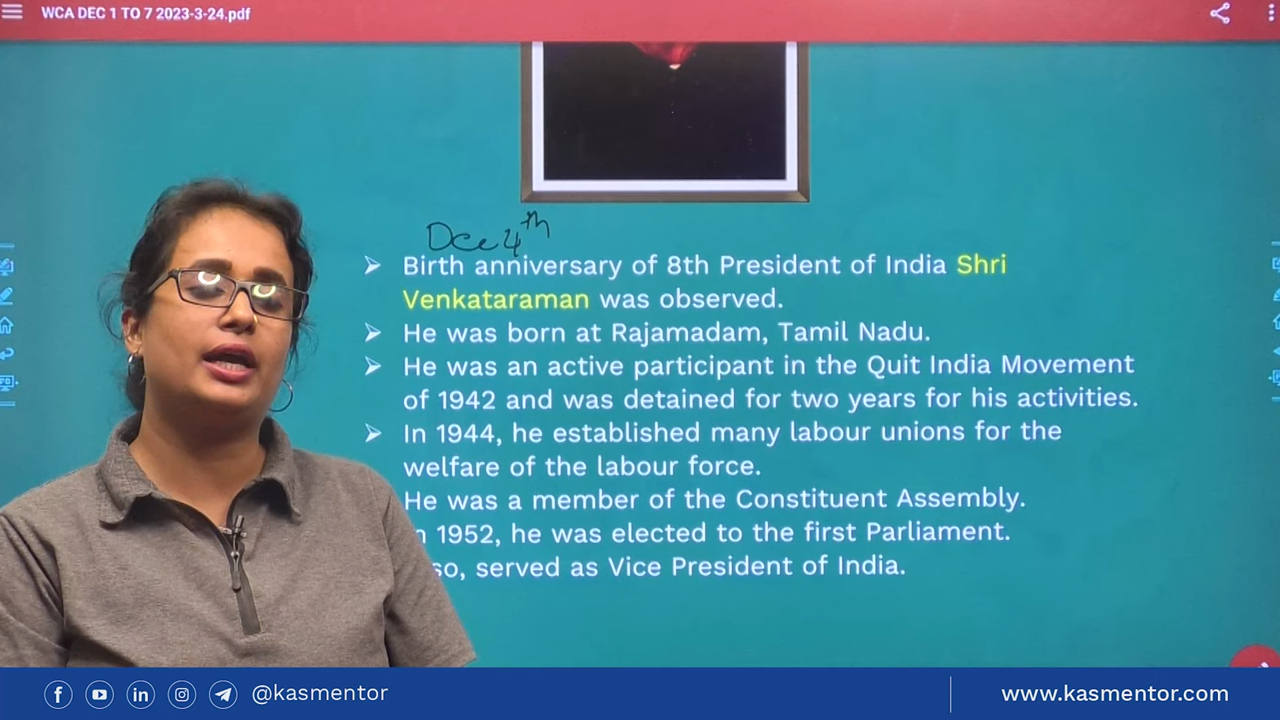 WCA DEC 1 TO 7 2023-3-24.pdf
Dec 4th
Birth anniversary of 8th President of India Shri
Venkataraman was observed.
He was born at Rajamadam, Tamil Nadu.
He was an active participant in the Quit India Movement
of 1942 and was detained for two years for his activities.
In 1944, he established many labour unions for the
welfare of the labour force.
He was a member of the Constituent Assembly.
1952, he was elected to the first Parliament.
served as Vice President of India.
@kasmentor
www.kasmentor.com